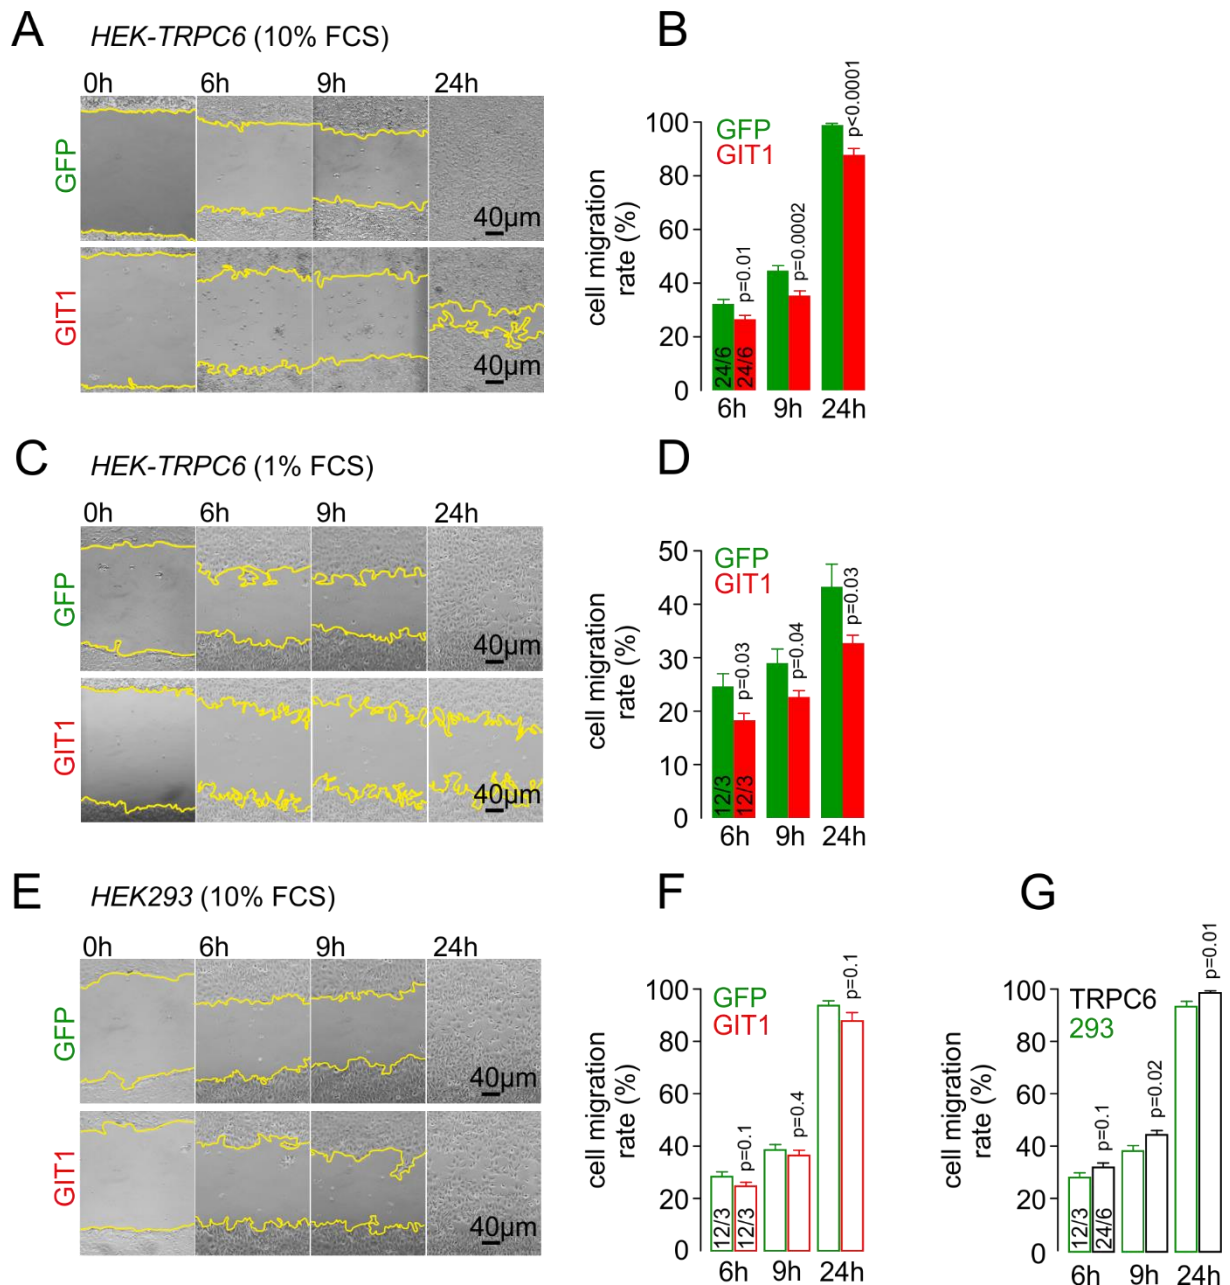 A
HEK-TRPC6 (10% FCS)
0h 6h 9h 24h
GFP
40µm
GIT1
40µm
B
cell migration
rate (%)
100
80
60
40
20
0
GFP
GIT1
24/6
24/6
p=0.01
p=0.0002
p<0.0001
6h 9h 24h
C
HEK-TRPC6 (1% FCS)
0h 6h 9h 24h
GFP
40µm
GIT1
40µm
D
cell migration
rate (%)
50
40
30
20
10
0
GFP
GIT1
12/3
12/3
p=0.03
p=0.04
p=0.03
6h 9h 24h
E
HEK293 (10% FCS)
0h 6h 9h 24h
GFP
40µm
GIT1
40µm
F
cell migration
rate (%)
100
80
60
40
20
0
GFP
GIT1
12/3
12/3
p=0.1
p=0.4
p=0.1
6h 9h 24h
G
cell migration
rate (%)
100
80
60
40
20
0
TRPC6
293
12/3
24/6
p=0.1
p=0.02
p=0.01
6h 9h 24h